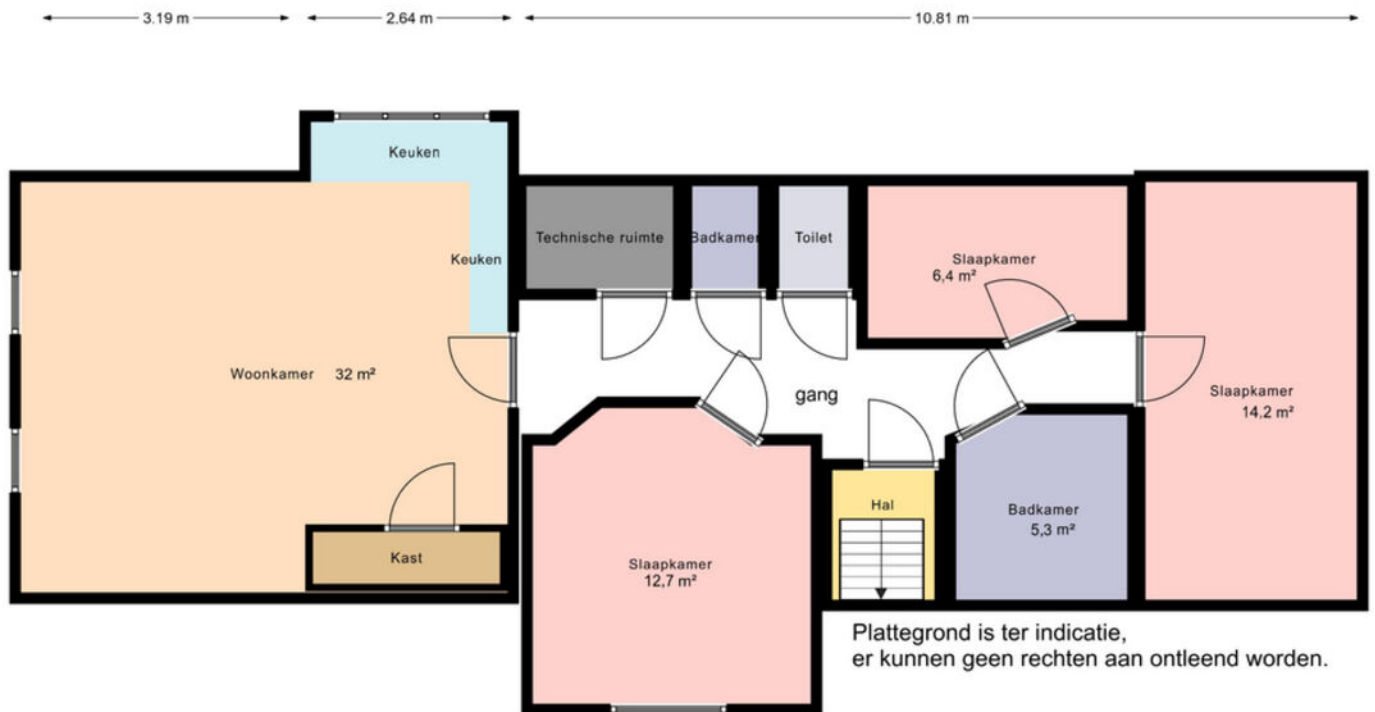 3.19 m
2.64 m
10.81 m
Keuken
Keuken
Technische ruimte
Badkamer
Toilet
Slaapkamer
6,4 m²
Woonkamer 32 m²
gang
Slaapkamer
14.2 m²
Hal
Badkamer
5,3 m²
Kast
Slaapkamer
12,7 m²
Plattegrond is ter indicatie,
er kunnen geen rechten aan ontleend worden.